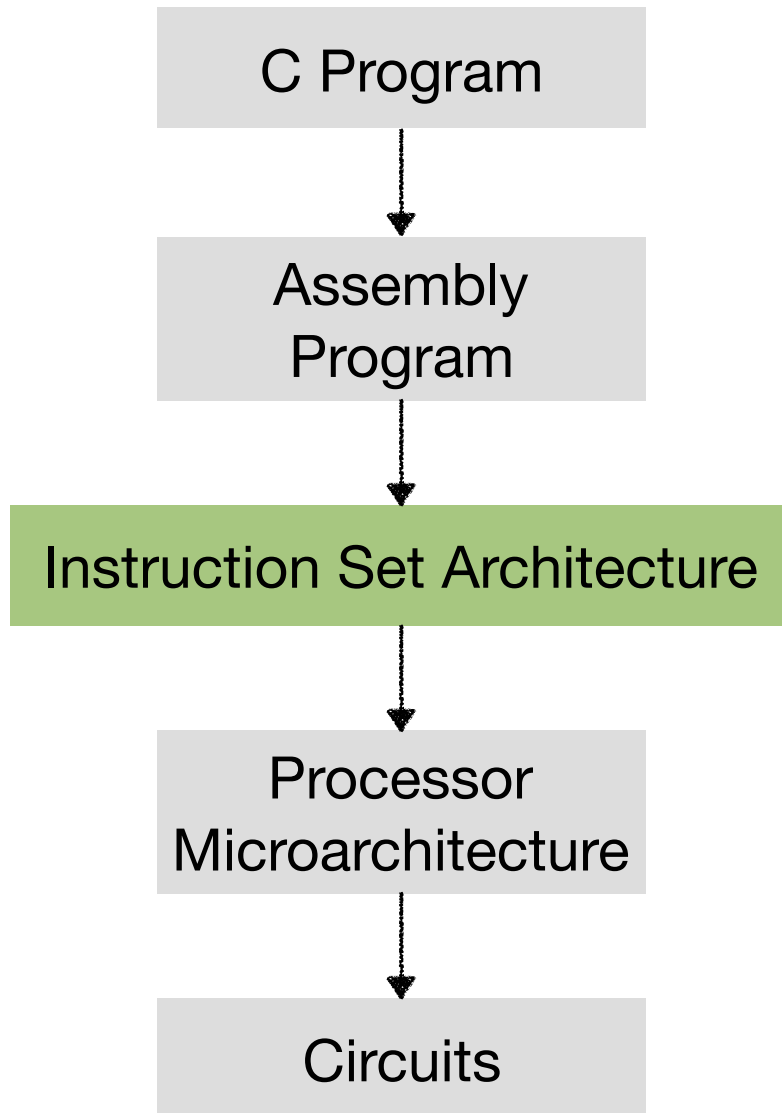 C Program
Assembly
Program
Instruction Set Architecture
Processor
Microarchitecture
Circuits